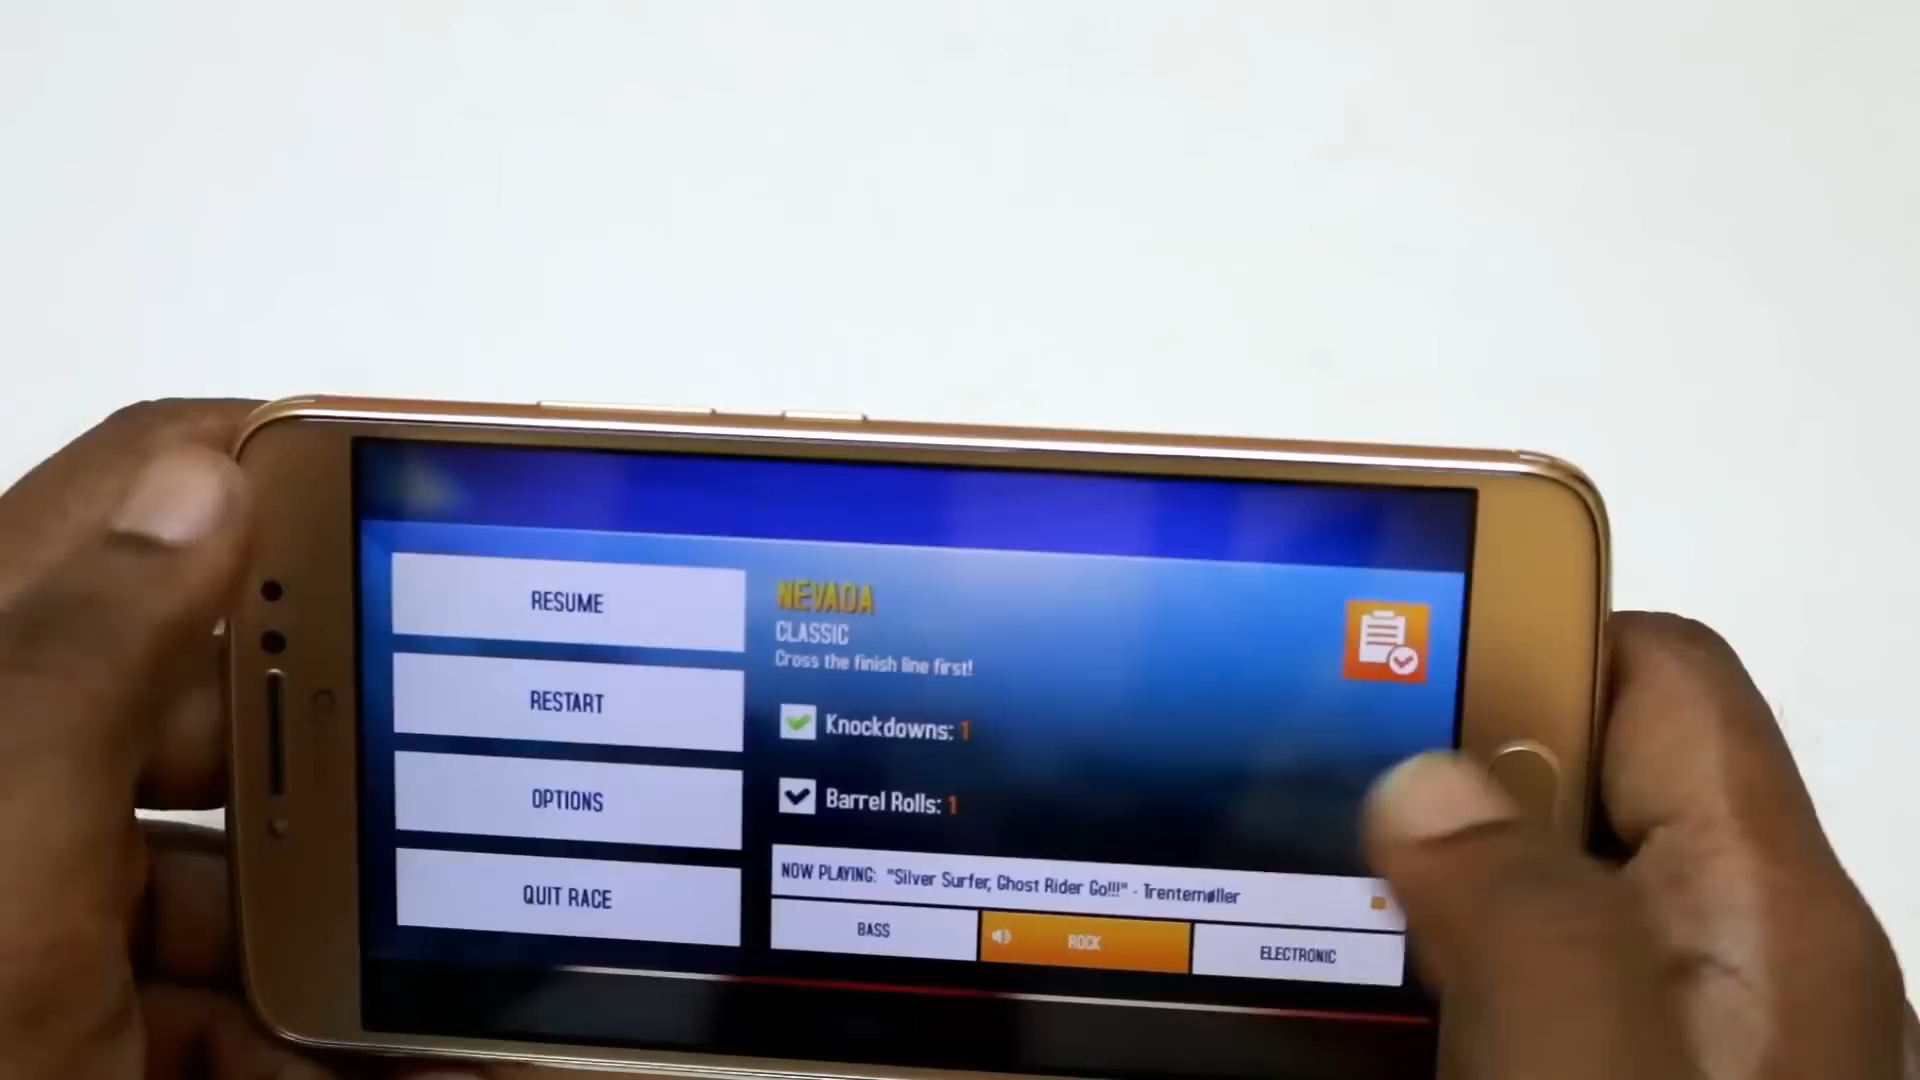 RESUME
RESTART
OPTIONS
QUIT RACE
NEVADA
CLASSIC
Cross the finish line first!
Knockdowns: 1
Barrel Rolls: 1
NOW PLAYING: "Silver Surfer, Ghost Rider Go!!!" - Trentemøller
BASS
ROCK
ELECTRONIC